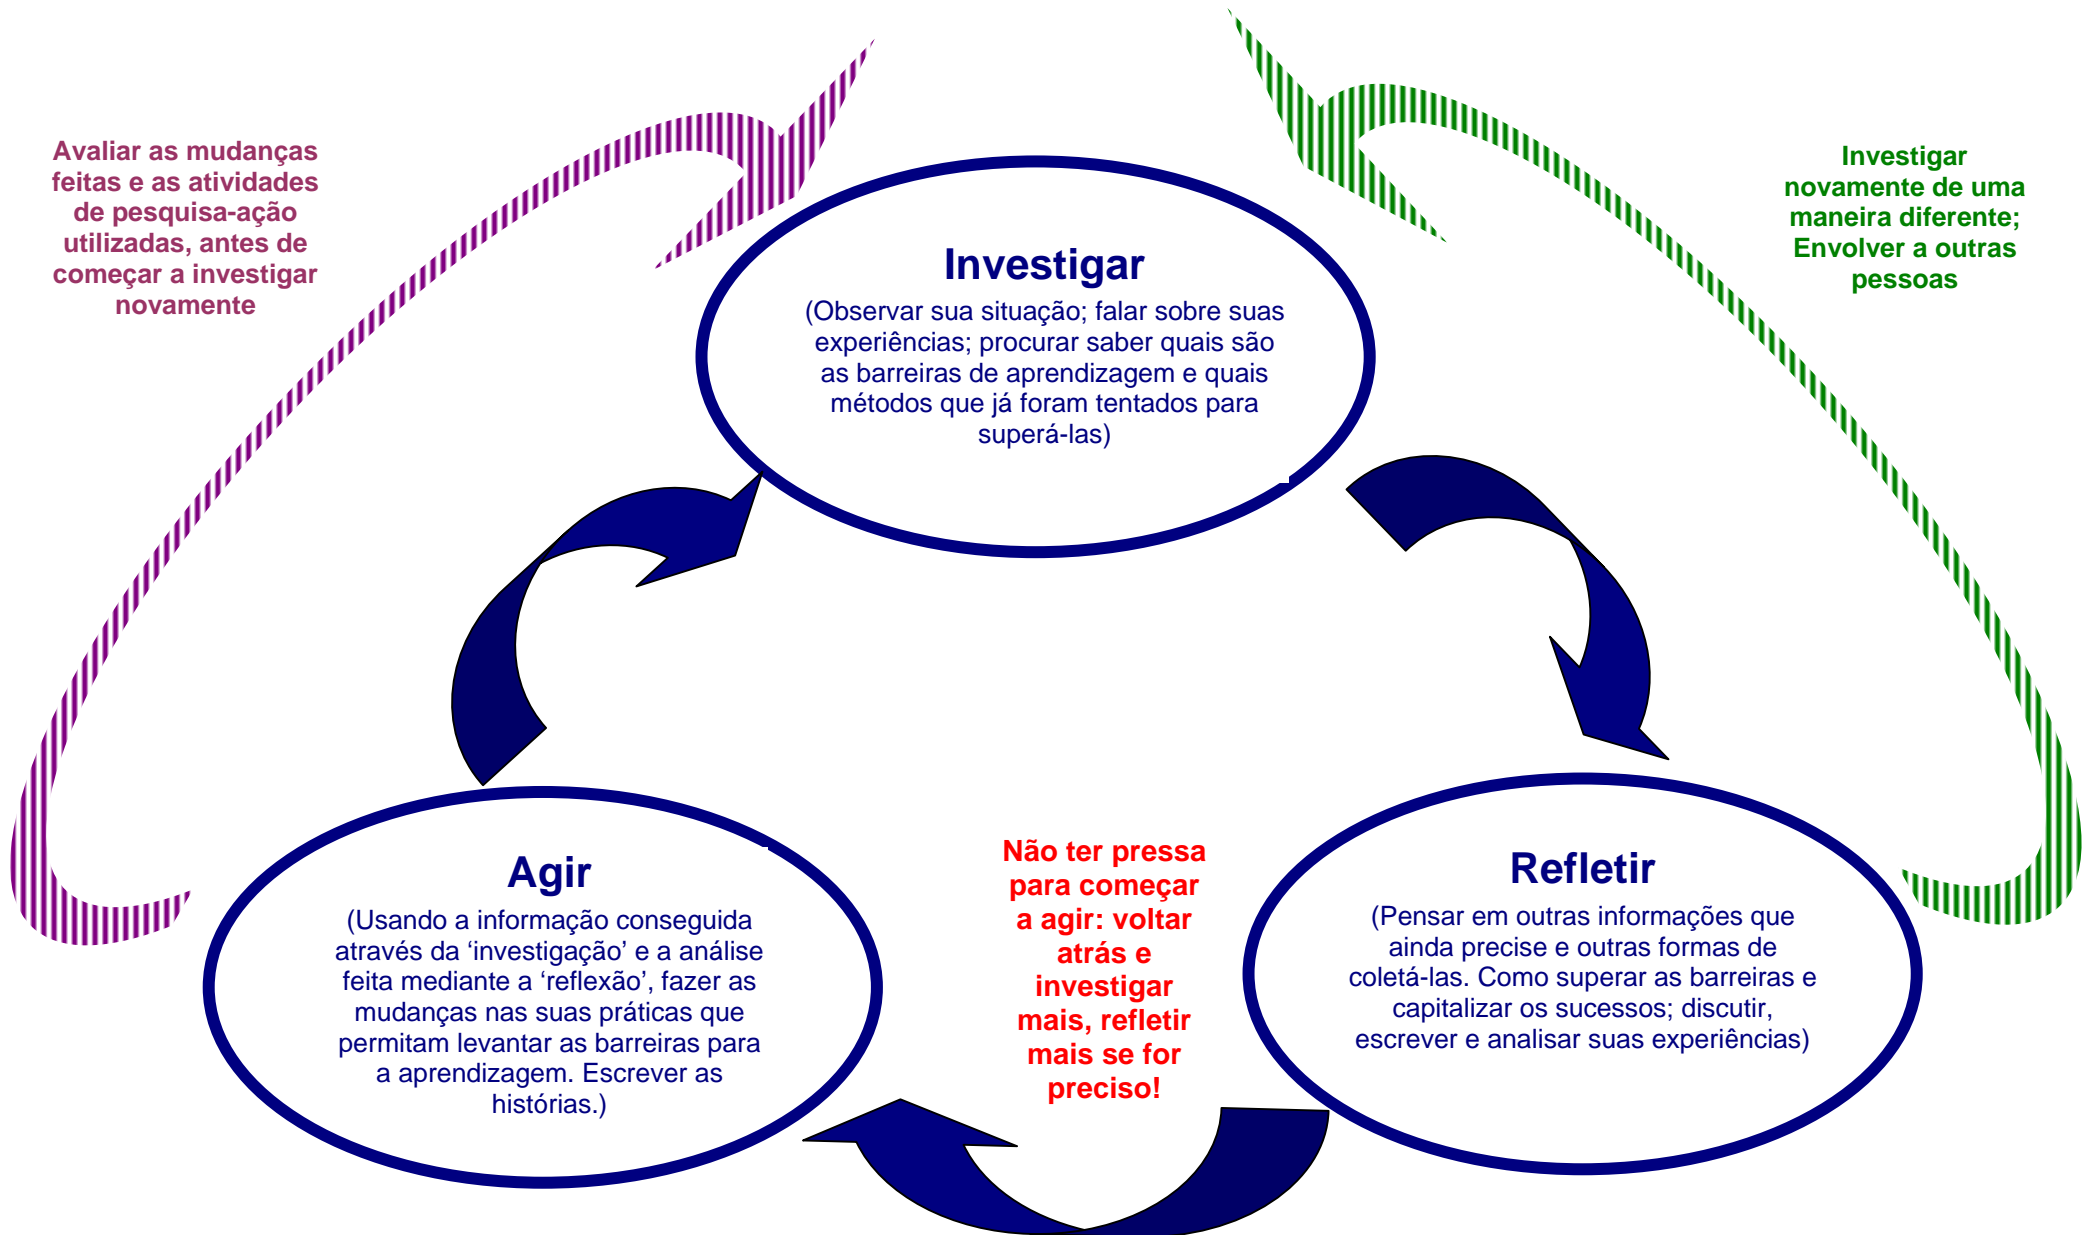 Avaliar as mudanças
feitas e as atividades
de pesquisa-ação
utilizadas, antes de
começar a investigar
novamente
Investigar
novamente de uma
maneira diferente;
Envolver a outras
pessoas
Investigar
(Observar sua situação; falar sobre suas
experiências; procurar saber quais são
as barreiras de aprendizagem e quais
métodos que já foram tentados para
superá-las)
Agir
(Usando a informação conseguida
através da ‘investigação’ e a análise
feita mediante a ‘reflexão’, fazer as
mudanças nas suas práticas que
permitam levantar as barreiras para
a aprendizagem. Escrever as
histórias.)
Não ter pressa
para começar
a agir: voltar
atrás e
investigar
mais, refletir
mais se for
preciso!
Refletir
(Pensar em outras informações que
ainda precise e outras formas de
coletá-las. Como superar as barreiras e
capitalizar os sucessos; discutir,
escrever e analisar suas experiências)